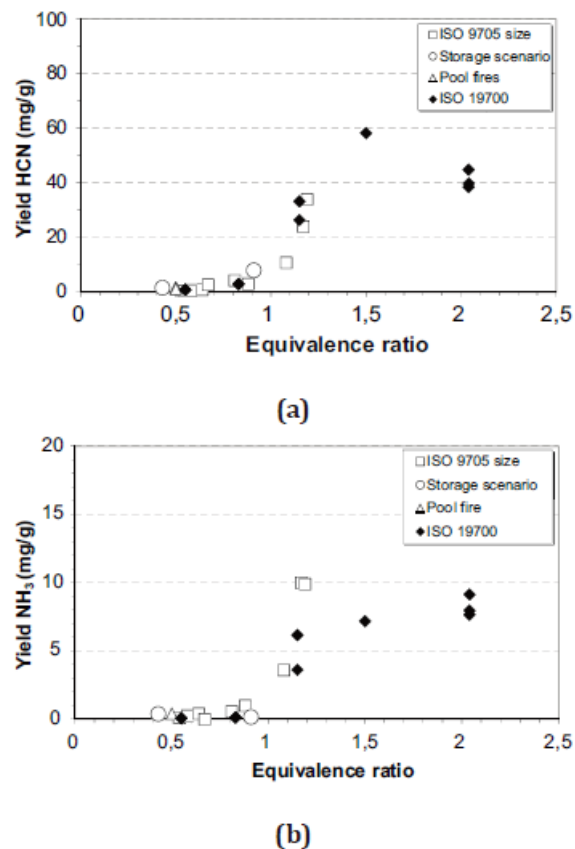 100
80
60
40
20
0
Yield HCN (mg/g)
ISO 9705 size
Storage scenario
Pool fires
ISO 19700
0 0,5 1 1,5 2 2,5
Equivalence ratio
(a)
20
15
10
5
0
Yield NH3 (mg/g)
ISO 9705 size
Storage scenario
Pool fire
ISO 19700
0 0,5 1 1,5 2 2,5
Equivalence ratio
(b)